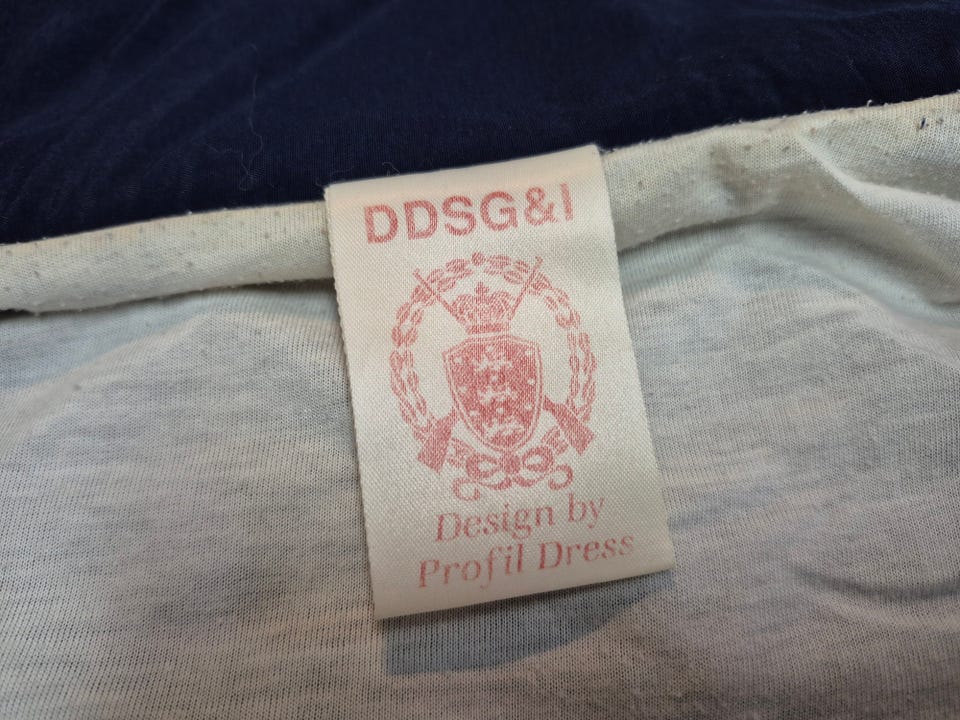 DDSG&I
Design by
Profil Dress